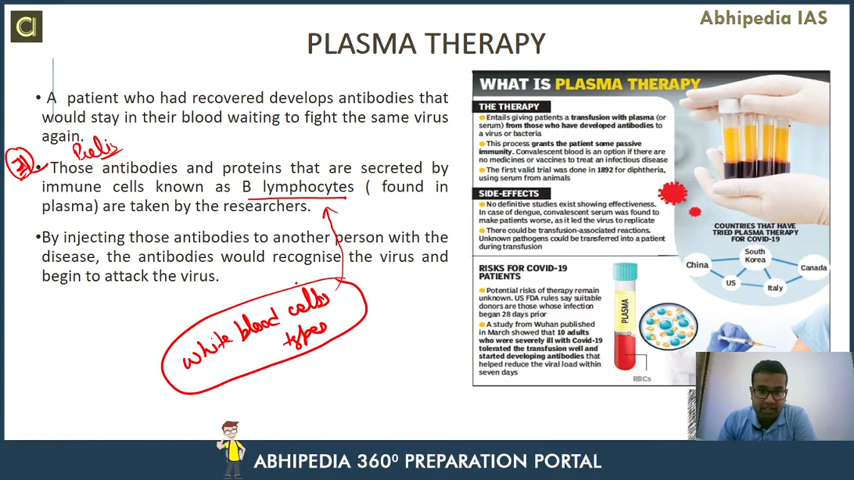 Abhipedia IAS
a
PLASMA THERAPY
• A patient who had recovered develops antibodies that
would stay in their blood waiting to fight the same virus
again.
Prelis
• Those antibodies and proteins that are secreted by
immune cells known as B lymphocytes ( found in
plasma) are taken by the researchers.
•By injecting those antibodies to another person with the
disease, the antibodies would recognise the virus and
begin to attack the virus.
white blood cells
types
WHAT IS PLASMA THERAPY
THE THERAPY
Entails giving patients a transfusion with plasma (or
serum) from those who have developed antibodies to
a virus or bacteria
This process grants the patient some passive
immunity. Convalescent blood is an option if there are
no medicines or vaccines to treat an infectious disease
The first valid trial was done in 1892 for diphtheria,
using serum from animals
SIDE-EFFECTS
No definitive studies exist showing effectiveness.
In case of dengue, convalescent serum was found to
make patients worse, as it led the virus to replicate
There could be transfusion-associated reactions.
Unknown pathogens could be transferred into a patient
during transfusion
COUNTRIES THAT HAVE
TRIED PLASMA THERAPY
FOR COVID-19
China
South
Korea
Canada
US
Italy
RISKS FOR COVID-19
PATIENTS
Potential risks of therapy remain
unknown. US FDA rules say suitable
donors are those whose infection
began 28 days prior
A study from Wuhan published
in March showed that 10 adults
who were severely ill with Covid-19
tolerated the transfusion well and
started developing antibodies that
helped reduce the viral load within
seven days
PLASMA
RBCs
ABHIPEDIA 360⁰ PREPARATION PORTAL